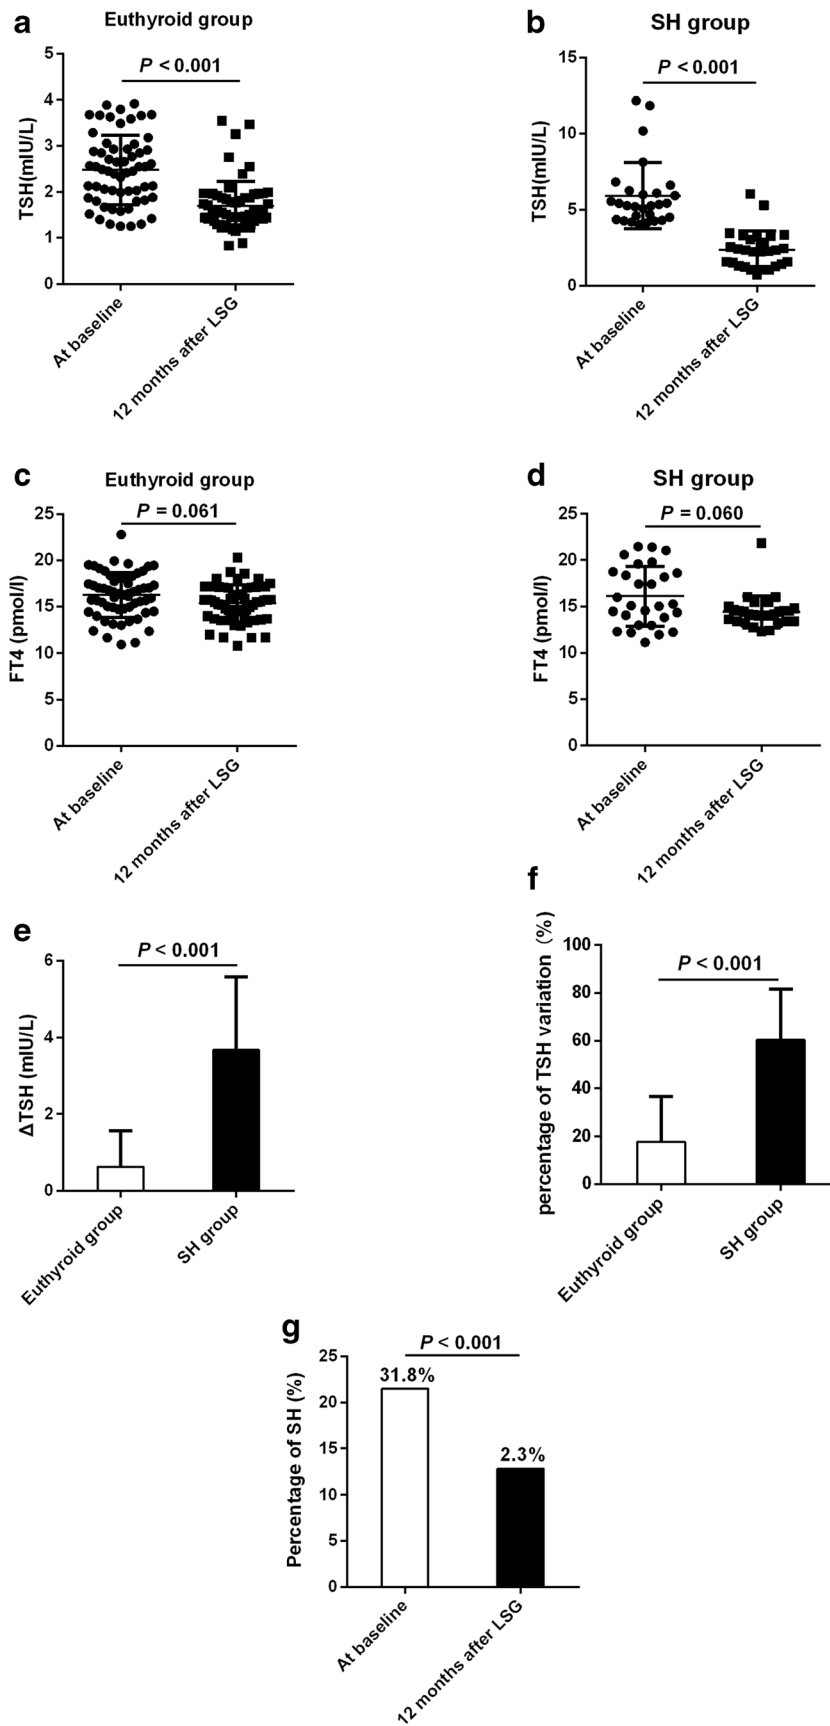 a
Euthyroid group
P < 0.001
TSH(mIU/L)
5
4
3
2
1
0
At baseline
12 months after LSG
b
SH group
P < 0.001
TSH(mIU/L)
15
10
5
0
At baseline
12 months after LSG
c
Euthyroid group
P = 0.061
FT4 (pmol/l)
25
20
15
10
5
0
At baseline
12 months after LSG
d
SH group
P = 0.060
FT4 (pmol/l)
25
20
15
10
5
0
At baseline
12 months after LSG
e
P < 0.001
ΔTSH (mIU/L)
6
4
2
0
Euthyroid group
SH group
f
P < 0.001
percentage of TSH variation (%)
100
80
60
40
20
0
Euthyroid group
SH group
g
P < 0.001
Percentage of SH (%)
25
20
15
10
5
0
31.8%
2.3%
At baseline
12 months after LSG